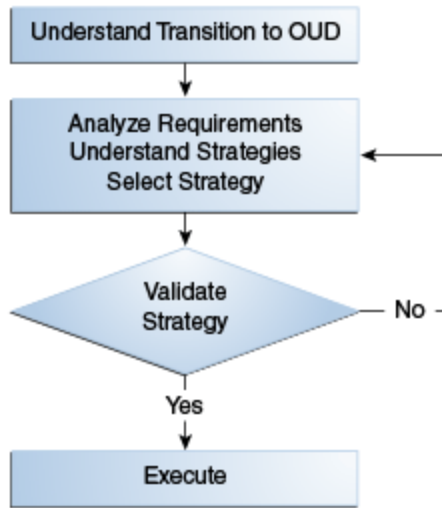 Understand Transition to OUD
Analyze Requirements
Understand Strategies
Select Strategy
Validate
Strategy
No
Yes
Execute